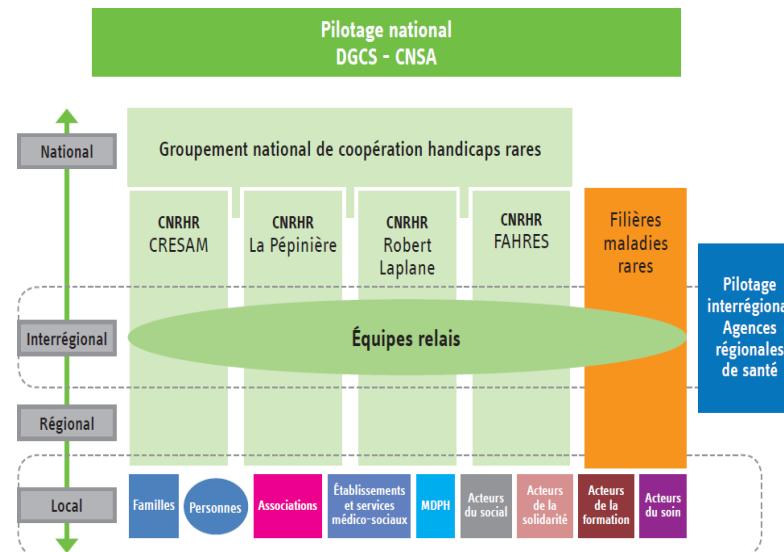 Pilotage national
DGCS - CNSA
National
Groupement national de coopération handicaps rares
CNRHR
CRESAM
CNRHR
La Pépinière
CNRHR
Robert
Laplane
CNRHR
FAHRES
Filières
maladies
rares
Pilotage
interrégiona
Agences
régionales
de santé
Interrégional
Équipes relais
Régional
Local
Familles
Personnes
Associations
Établissements
et services
médico-sociaux
MDPH
Acteurs
du social
Acteurs
de la
solidarité
Acteurs
de la
formation
Acteurs
du soin